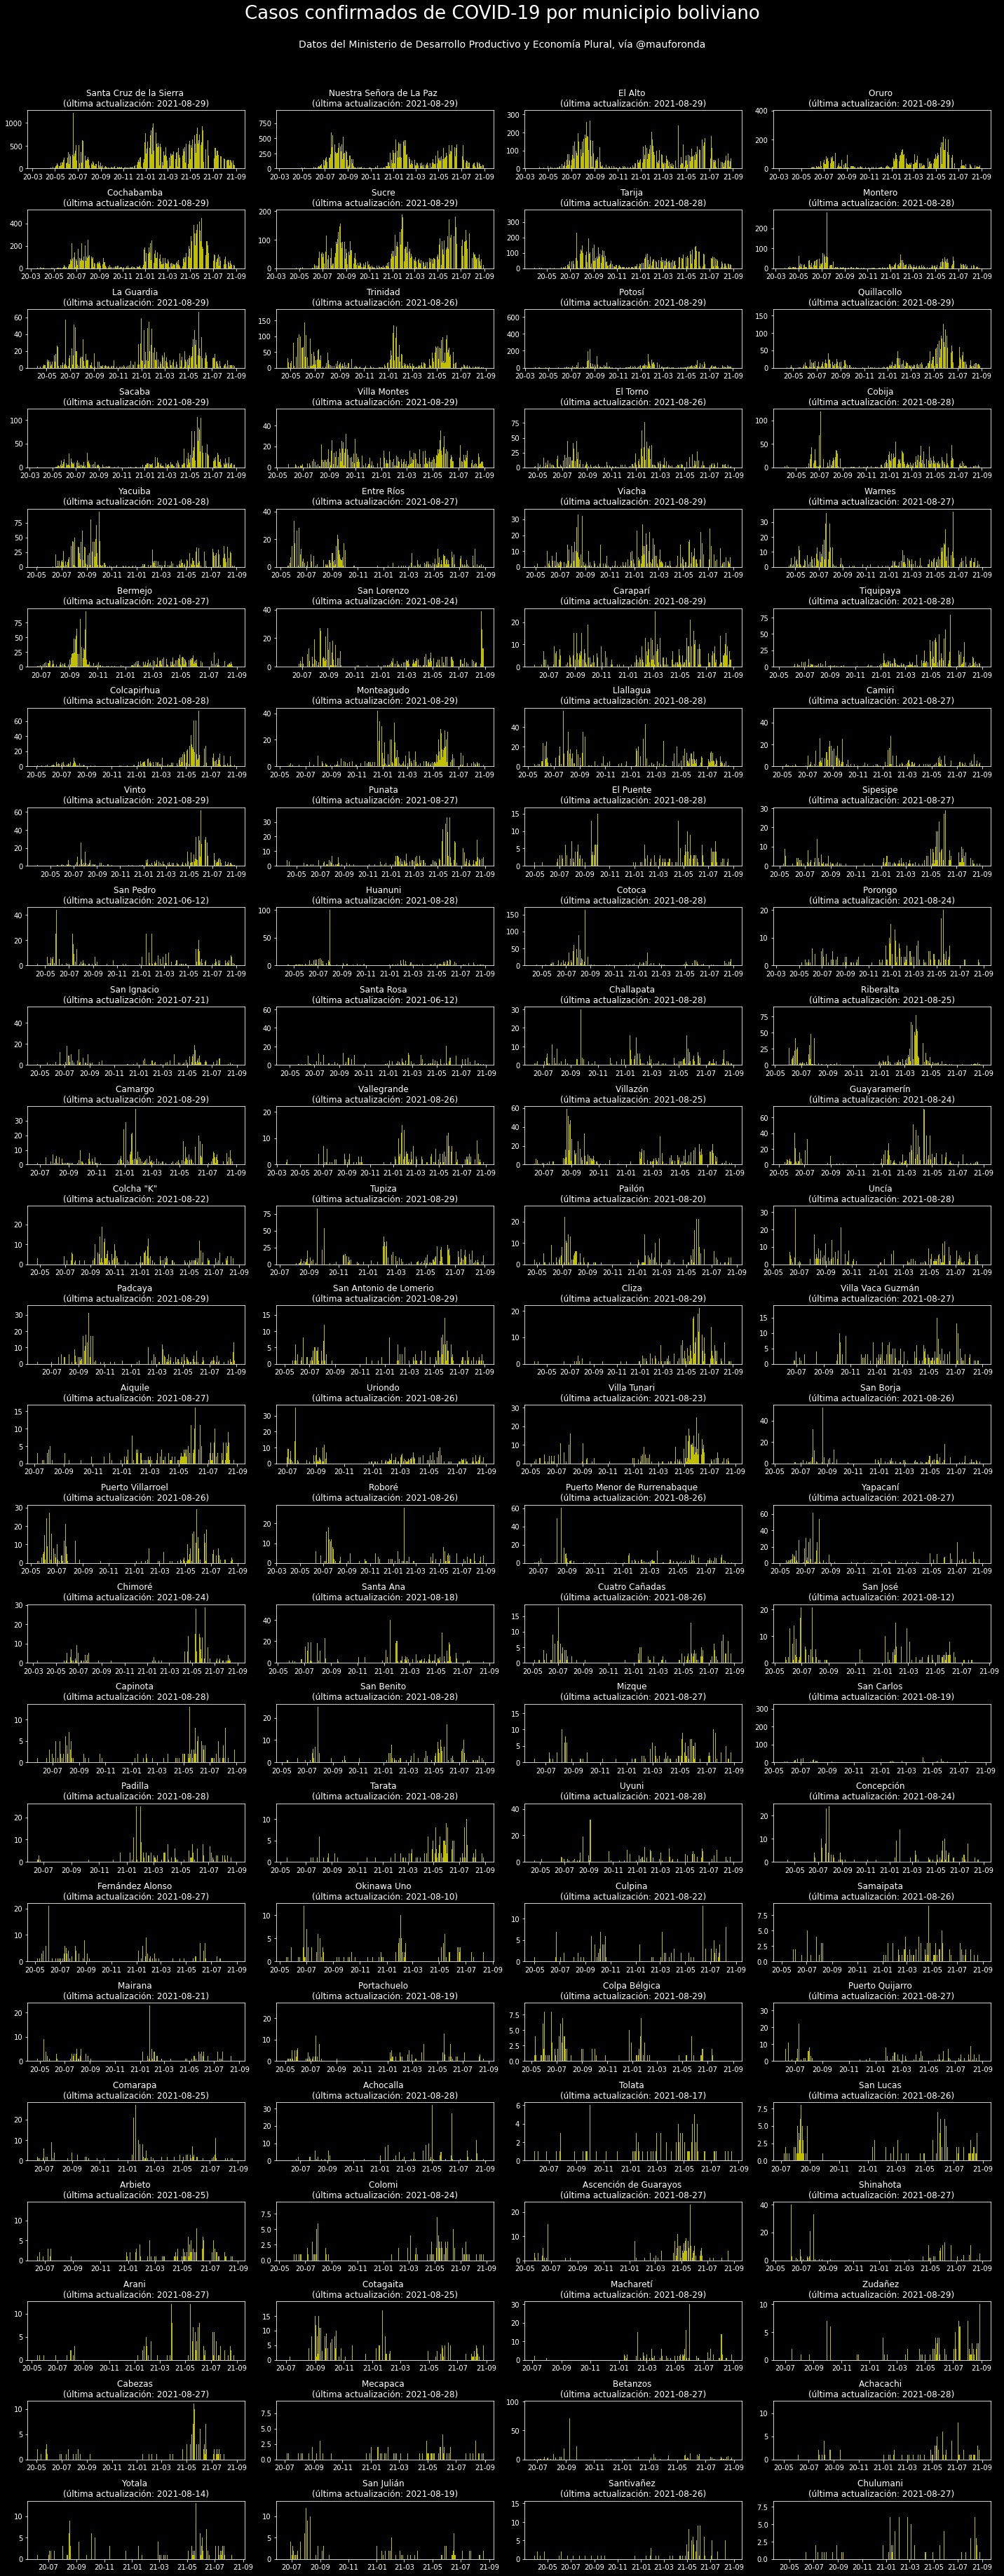 Casos confirmados de COVID-19 por municipio boliviano
Datos del Ministerio de Desarrollo Productivo y Economía Plural, vía @mauforonda
Santa Cruz de la Sierra
(última actualización: 2021-08-29)
Nuestra Señora de La Paz
(última actualización: 2021-08-29)
El Alto
(última actualización: 2021-08-29)
Oruro
(última actualización: 2021-08-29)
Cochabamba
(última actualización: 2021-08-29)
Sucre
(última actualización: 2021-08-29)
Tarija
(última actualización: 2021-08-28)
Montero
(última actualización: 2021-08-28)
La Guardia
(última actualización: 2021-08-29)
Trinidad
(última actualización: 2021-08-26)
Potosí
(última actualización: 2021-08-29)
Quillacollo
(última actualización: 2021-08-29)
Sacaba
(última actualización: 2021-08-29)
Villa Montes
(última actualización: 2021-08-29)
El Torno
(última actualización: 2021-08-26)
Cobija
(última actualización: 2021-08-28)
Yacuiba
(última actualización: 2021-08-28)
Entre Ríos
(última actualización: 2021-08-27)
Viacha
(última actualización: 2021-08-29)
Warnes
(última actualización: 2021-08-27)
Bermejo
(última actualización: 2021-08-27)
San Lorenzo
(última actualización: 2021-08-24)
Caraparí
(última actualización: 2021-08-29)
Tiquipaya
(última actualización: 2021-08-28)
Colcapirhua
(última actualización: 2021-08-28)
Monteagudo
(última actualización: 2021-08-29)
Llallagua
(última actualización: 2021-08-28)
Camiri
(última actualización: 2021-08-27)
Vinto
(última actualización: 2021-08-29)
Punata
(última actualización: 2021-08-27)
El Puente
(última actualización: 2021-08-28)
Sipesipe
(última actualización: 2021-08-27)
San Pedro
(última actualización: 2021-06-12)
Huanuni
(última actualización: 2021-08-28)
Cotoca
(última actualización: 2021-08-28)
Porongo
(última actualización: 2021-08-24)
San Ignacio
(última actualización: 2021-07-21)
Santa Rosa
(última actualización: 2021-06-12)
Challapata
(última actualización: 2021-08-28)
Riberalta
(última actualización: 2021-08-25)
Camargo
(última actualización: 2021-08-29)
Vallegrande
(última actualización: 2021-08-26)
Villazón
(última actualización: 2021-08-25)
Guayaramerín
(última actualización: 2021-08-24)
Colcha "K"
(última actualización: 2021-08-22)
Tupiza
(última actualización: 2021-08-29)
Pailón
(última actualización: 2021-08-20)
Uncía
(última actualización: 2021-08-28)
Padcaya
(última actualización: 2021-08-29)
San Antonio de Lomerio
(última actualización: 2021-08-29)
Cliza
(última actualización: 2021-08-29)
Villa Vaca Guzmán
(última actualización: 2021-08-27)
Aiquile
(última actualización: 2021-08-27)
Uriondo
(última actualización: 2021-08-26)
Villa Tunari
(última actualización: 2021-08-23)
San Borja
(última actualización: 2021-08-26)
Puerto Villarroel
(última actualización: 2021-08-26)
Roboré
(última actualización: 2021-08-26)
Puerto Menor de Rurrenabaque
(última actualización: 2021-08-26)
Yapacaní
(última actualización: 2021-08-27)
Chimoré
(última actualización: 2021-08-24)
Santa Ana
(última actualización: 2021-08-18)
Cuatro Cañadas
(última actualización: 2021-08-26)
San José
(última actualización: 2021-08-12)
Capinota
(última actualización: 2021-08-28)
San Benito
(última actualización: 2021-08-28)
Mizque
(última actualización: 2021-08-27)
San Carlos
(última actualización: 2021-08-19)
Padilla
(última actualización: 2021-08-28)
Tarata
(última actualización: 2021-08-28)
Uyuni
(última actualización: 2021-08-28)
Concepción
(última actualización: 2021-08-24)
Fernández Alonso
(última actualización: 2021-08-27)
Okinawa Uno
(última actualización: 2021-08-10)
Culpina
(última actualización: 2021-08-22)
Samaipata
(última actualización: 2021-08-26)
Mairana
(última actualización: 2021-08-21)
Portachuelo
(última actualización: 2021-08-19)
Colpa Bélgica
(última actualización: 2021-08-29)
Puerto Quijarro
(última actualización: 2021-08-27)
Comarapa
(última actualización: 2021-08-25)
Achocalla
(última actualización: 2021-08-28)
Tolata
(última actualización: 2021-08-17)
San Lucas
(última actualización: 2021-08-26)
Arbieto
(última actualización: 2021-08-25)
Colomi
(última actualización: 2021-08-24)
Ascención de Guarayos
(última actualización: 2021-08-27)
Shinahota
(última actualización: 2021-08-27)
Arani
(última actualización: 2021-08-27)
Cotagaita
(última actualización: 2021-08-25)
Macharetí
(última actualización: 2021-08-29)
Zudañez
(última actualización: 2021-08-29)
Cabezas
(última actualización: 2021-08-27)
Mecapaca
(última actualización: 2021-08-28)
Betanzos
(última actualización: 2021-08-27)
Achacachi
(última actualización: 2021-08-28)
Yotala
(última actualización: 2021-08-14)
San Julián
(última actualización: 2021-08-19)
Santivañez
(última actualización: 2021-08-26)
Chulumani
(última actualización: 2021-08-27)